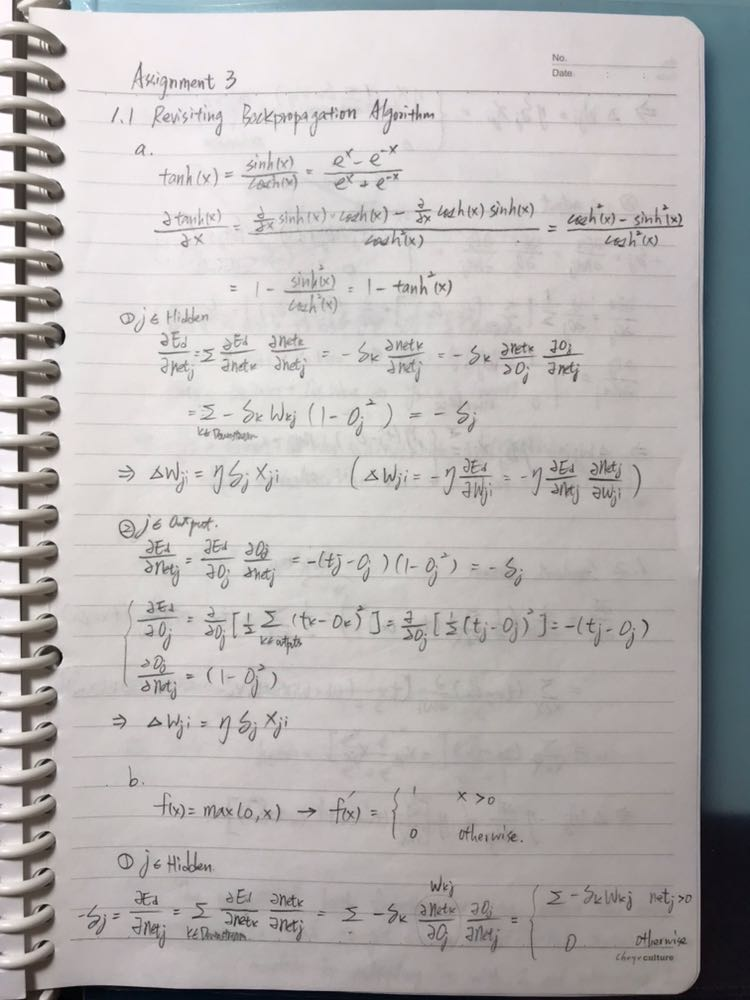 No.
Date : :
Assignment 3
1.1 Revisiting Backpropagation Algorithm
a.
tanh(x) = sinh(x)/cosh(x) = (e^x - e^-x)/(e^x + e^-x)
∂tanh(x)/∂x = (∂/∂x sinh(x)·cosh(x) - ∂/∂x cosh(x) sinh(x))/cosh²(x) = (cosh²(x) - sinh²(x))/cosh²(x)
= 1 - sinh²(x)/cosh²(x) = 1 - tanh²(x)
① j ∈ Hidden
∂Ed/∂netj = Σ ∂Ed/∂netk ∂netk/∂netj = -δk ∂netk/∂netj = -δk ∂netk/∂Oj ∂Oj/∂netj
= Σ k∈Downstream -δk Wkj (1-Oj²) = -δj
⇒ ΔWji = η δj Xji (ΔWji = -η ∂Ed/∂Wji = -η ∂Ed/∂netj ∂netj/∂Wji)
② j ∈ Output.
∂Ed/∂netj = ∂Ed/∂Oj ∂Oj/∂netj = -(tj-Oj)(1-Oj²) = -δj
{ ∂Ed/∂Oj = ∂/∂Oj [½ Σ k∈outputs (tk-Ok)²] = ∂/∂Oj [½(tj-Oj)²] = -(tj-Oj)
∂Oj/∂netj = (1-Oj²)
⇒ ΔWji = η δj Xji
b.
f(x) = max(0,x) → f'(x) = { 1 x>0
0 otherwise.
① j ∈ Hidden
-δj = ∂Ed/∂netj = Σ k∈Downstream ∂Ed/∂netk ∂netk/∂netj = Σ -δk Wkj ∂netk/∂Oj ∂Oj/∂netj = { Σ -δk Wkj netj>0
0 otherwise
culture